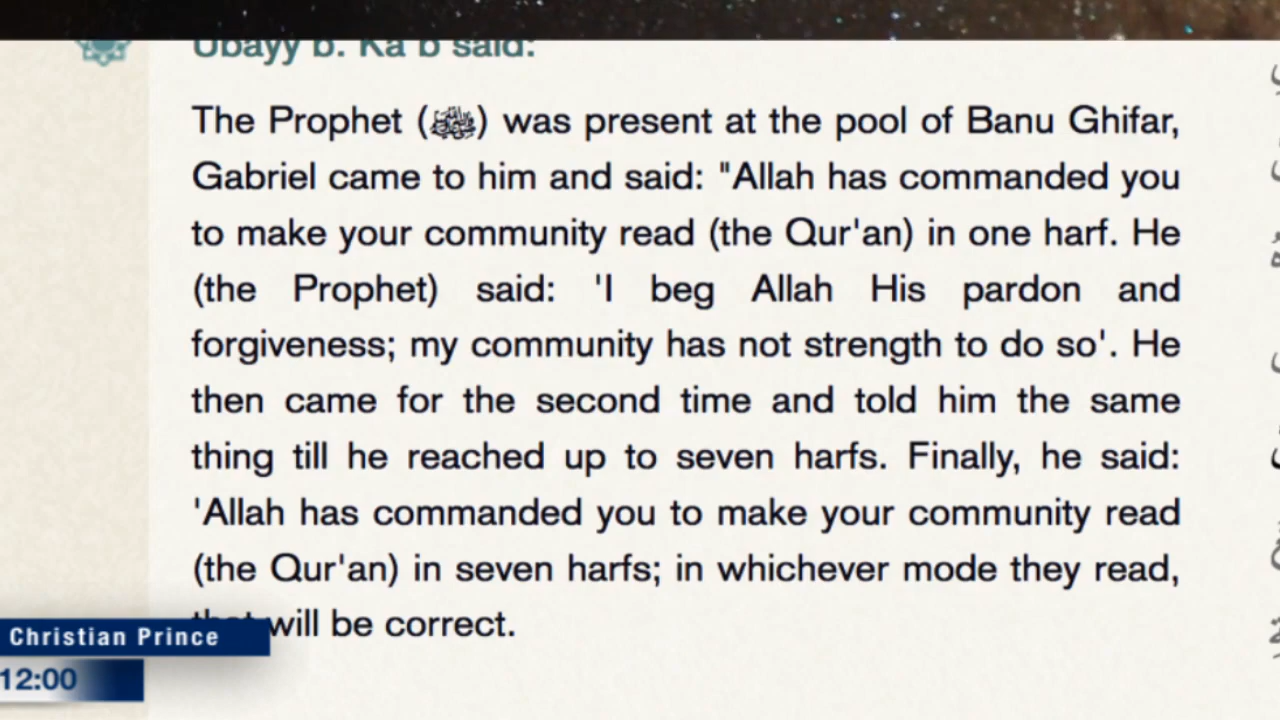 Ubayy b. Ka'b said:
The Prophet (ﷺ) was present at the pool of Banu Ghifar,
Gabriel came to him and said: "Allah has commanded you
to make your community read (the Qur'an) in one harf. He
(the Prophet) said: 'I beg Allah His pardon and
forgiveness; my community has not strength to do so'. He
then came for the second time and told him the same
thing till he reached up to seven harfs. Finally, he said:
'Allah has commanded you to make your community read
(the Qur'an) in seven harfs; in whichever mode they read,
that will be correct.
Christian Prince
12:00